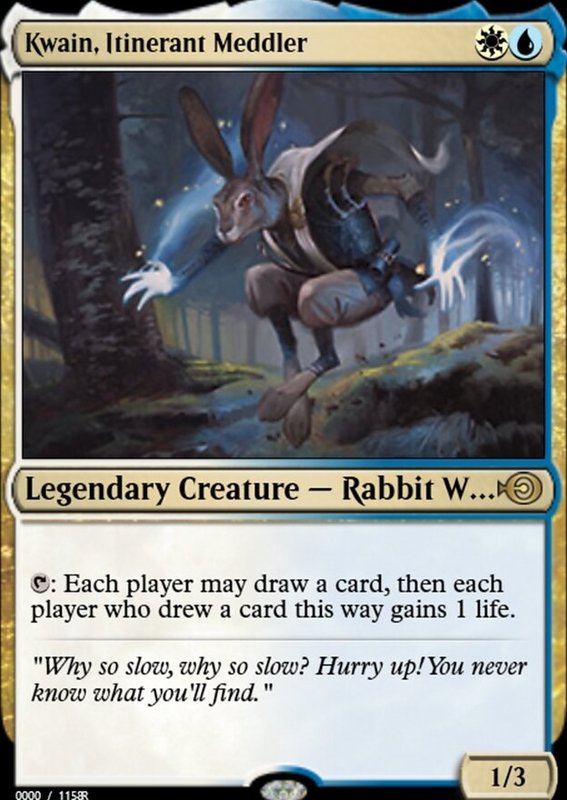 Kwain, Itinerant Meddler
Legendary Creature — Rabbit W...
: Each player may draw a card, then each
player who drew a card this way gains 1 life.
"Why so slow, why so slow? Hurry up! You never
know what you'll find."
1/3
0000 / 1158R